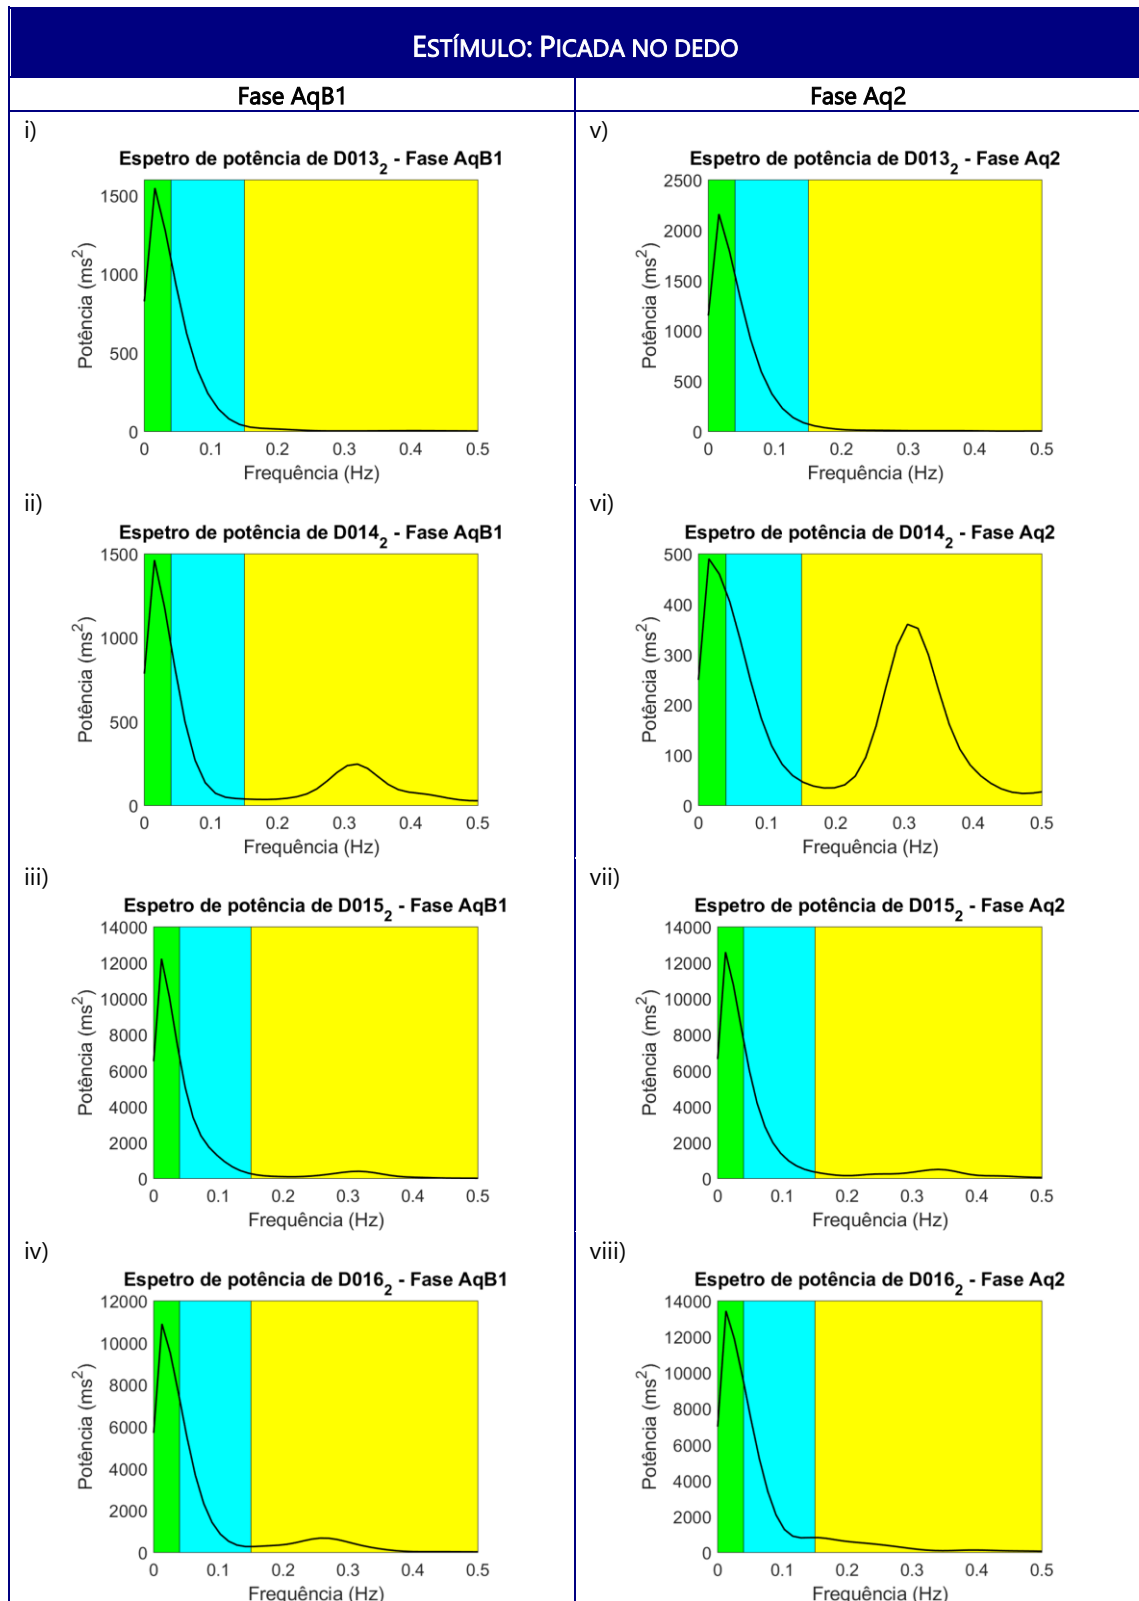 ESTÍMULO: PICADA NO DEDO
Fase AqB1
Fase Aq2
i)
Espetro de potência de D013₂ - Fase AqB1
1500
1000
500
0
Potência (ms²)
0 0.1 0.2 0.3 0.4 0.5
Frequência (Hz)
v)
Espetro de potência de D013₂ - Fase Aq2
2500
2000
1500
1000
500
0
Potência (ms²)
0 0.1 0.2 0.3 0.4 0.5
Frequência (Hz)
ii)
Espetro de potência de D014₂ - Fase AqB1
1500
1000
500
0
Potência (ms²)
0 0.1 0.2 0.3 0.4 0.5
Frequência (Hz)
vi)
Espetro de potência de D014₂ - Fase Aq2
500
400
300
200
100
0
Potência (ms²)
0 0.1 0.2 0.3 0.4 0.5
Frequência (Hz)
iii)
Espetro de potência de D015₂ - Fase AqB1
14000
12000
10000
8000
6000
4000
2000
0
Potência (ms²)
0 0.1 0.2 0.3 0.4 0.5
Frequência (Hz)
vii)
Espetro de potência de D015₂ - Fase Aq2
14000
12000
10000
8000
6000
4000
2000
0
Potência (ms²)
0 0.1 0.2 0.3 0.4 0.5
Frequência (Hz)
iv)
Espetro de potência de D016₂ - Fase AqB1
12000
10000
8000
6000
4000
2000
0
Potência (ms²)
0 0.1 0.2 0.3 0.4 0.5
Frequência (Hz)
viii)
Espetro de potência de D016₂ - Fase Aq2
14000
12000
10000
8000
6000
4000
2000
0
Potência (ms²)
0 0.1 0.2 0.3 0.4 0.5
Frequência (Hz)